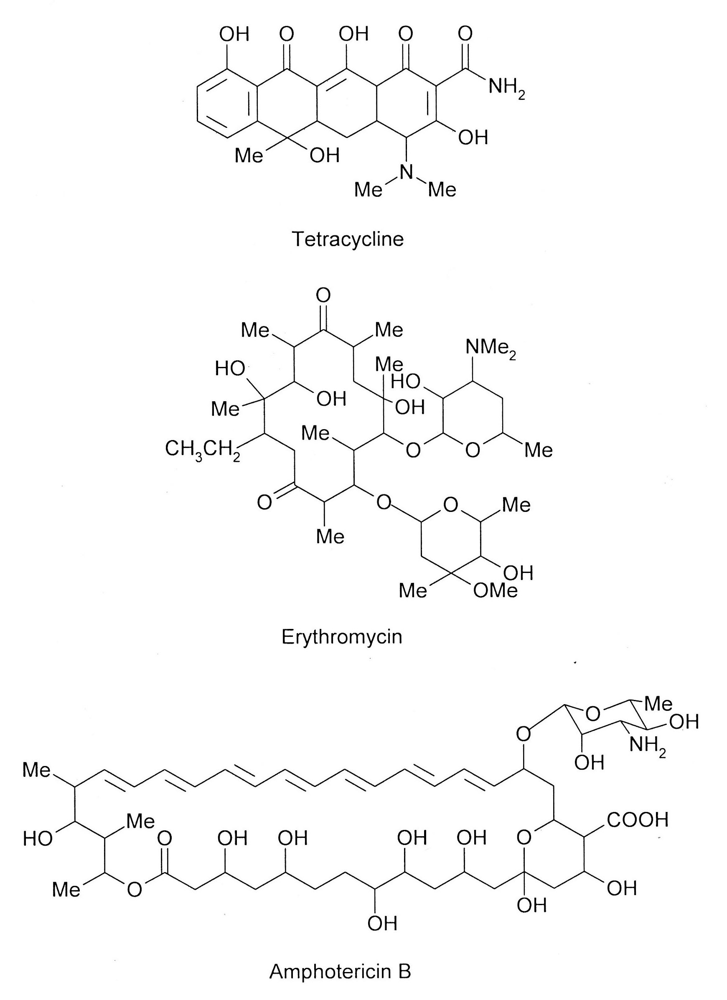 OH O OH O O
NH2
OH
Me OH
N
Me Me
Tetracycline
O
Me Me
NMe2
Me
HO HO
OH OH
Me
Me
CH3CH2 O O Me
O O O Me
Me
OH
Me OMe
Erythromycin
Me
O OH
O NH2
OH
Me
COOH
Me
HO O OH OH OH OH O
Me O OH
OH
OH
Amphotericin B